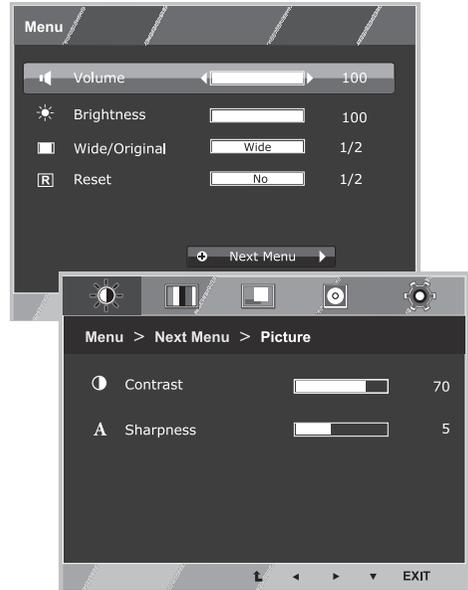 Menu
Volume 100
Brightness 100
Wide/Original Wide 1/2
R Reset No 1/2
Next Menu
Menu > Next Menu > Picture
Contrast 70
A Sharpness 5
EXIT